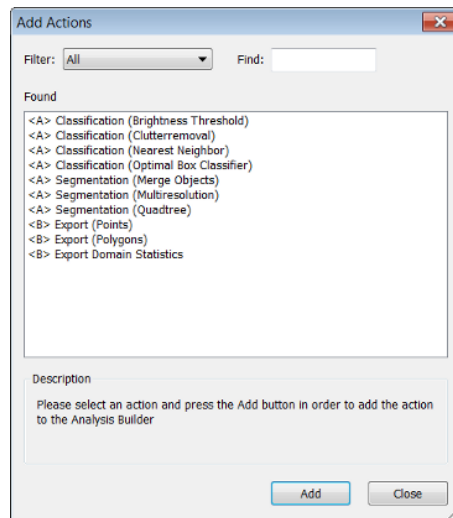 Add Actions
Filter: All Find:
Found
<A> Classification (Brightness Threshold)
<A> Classification (Clutterremoval)
<A> Classification (Nearest Neighbor)
<A> Classification (Optimal Box Classifier)
<A> Segmentation (Merge Objects)
<A> Segmentation (Multiresolution)
<A> Segmentation (Quadtree)
<B> Export (Points)
<B> Export (Polygons)
<B> Export Domain Statistics
Description
Please select an action and press the Add button in order to add the action
to the Analysis Builder
Add Close